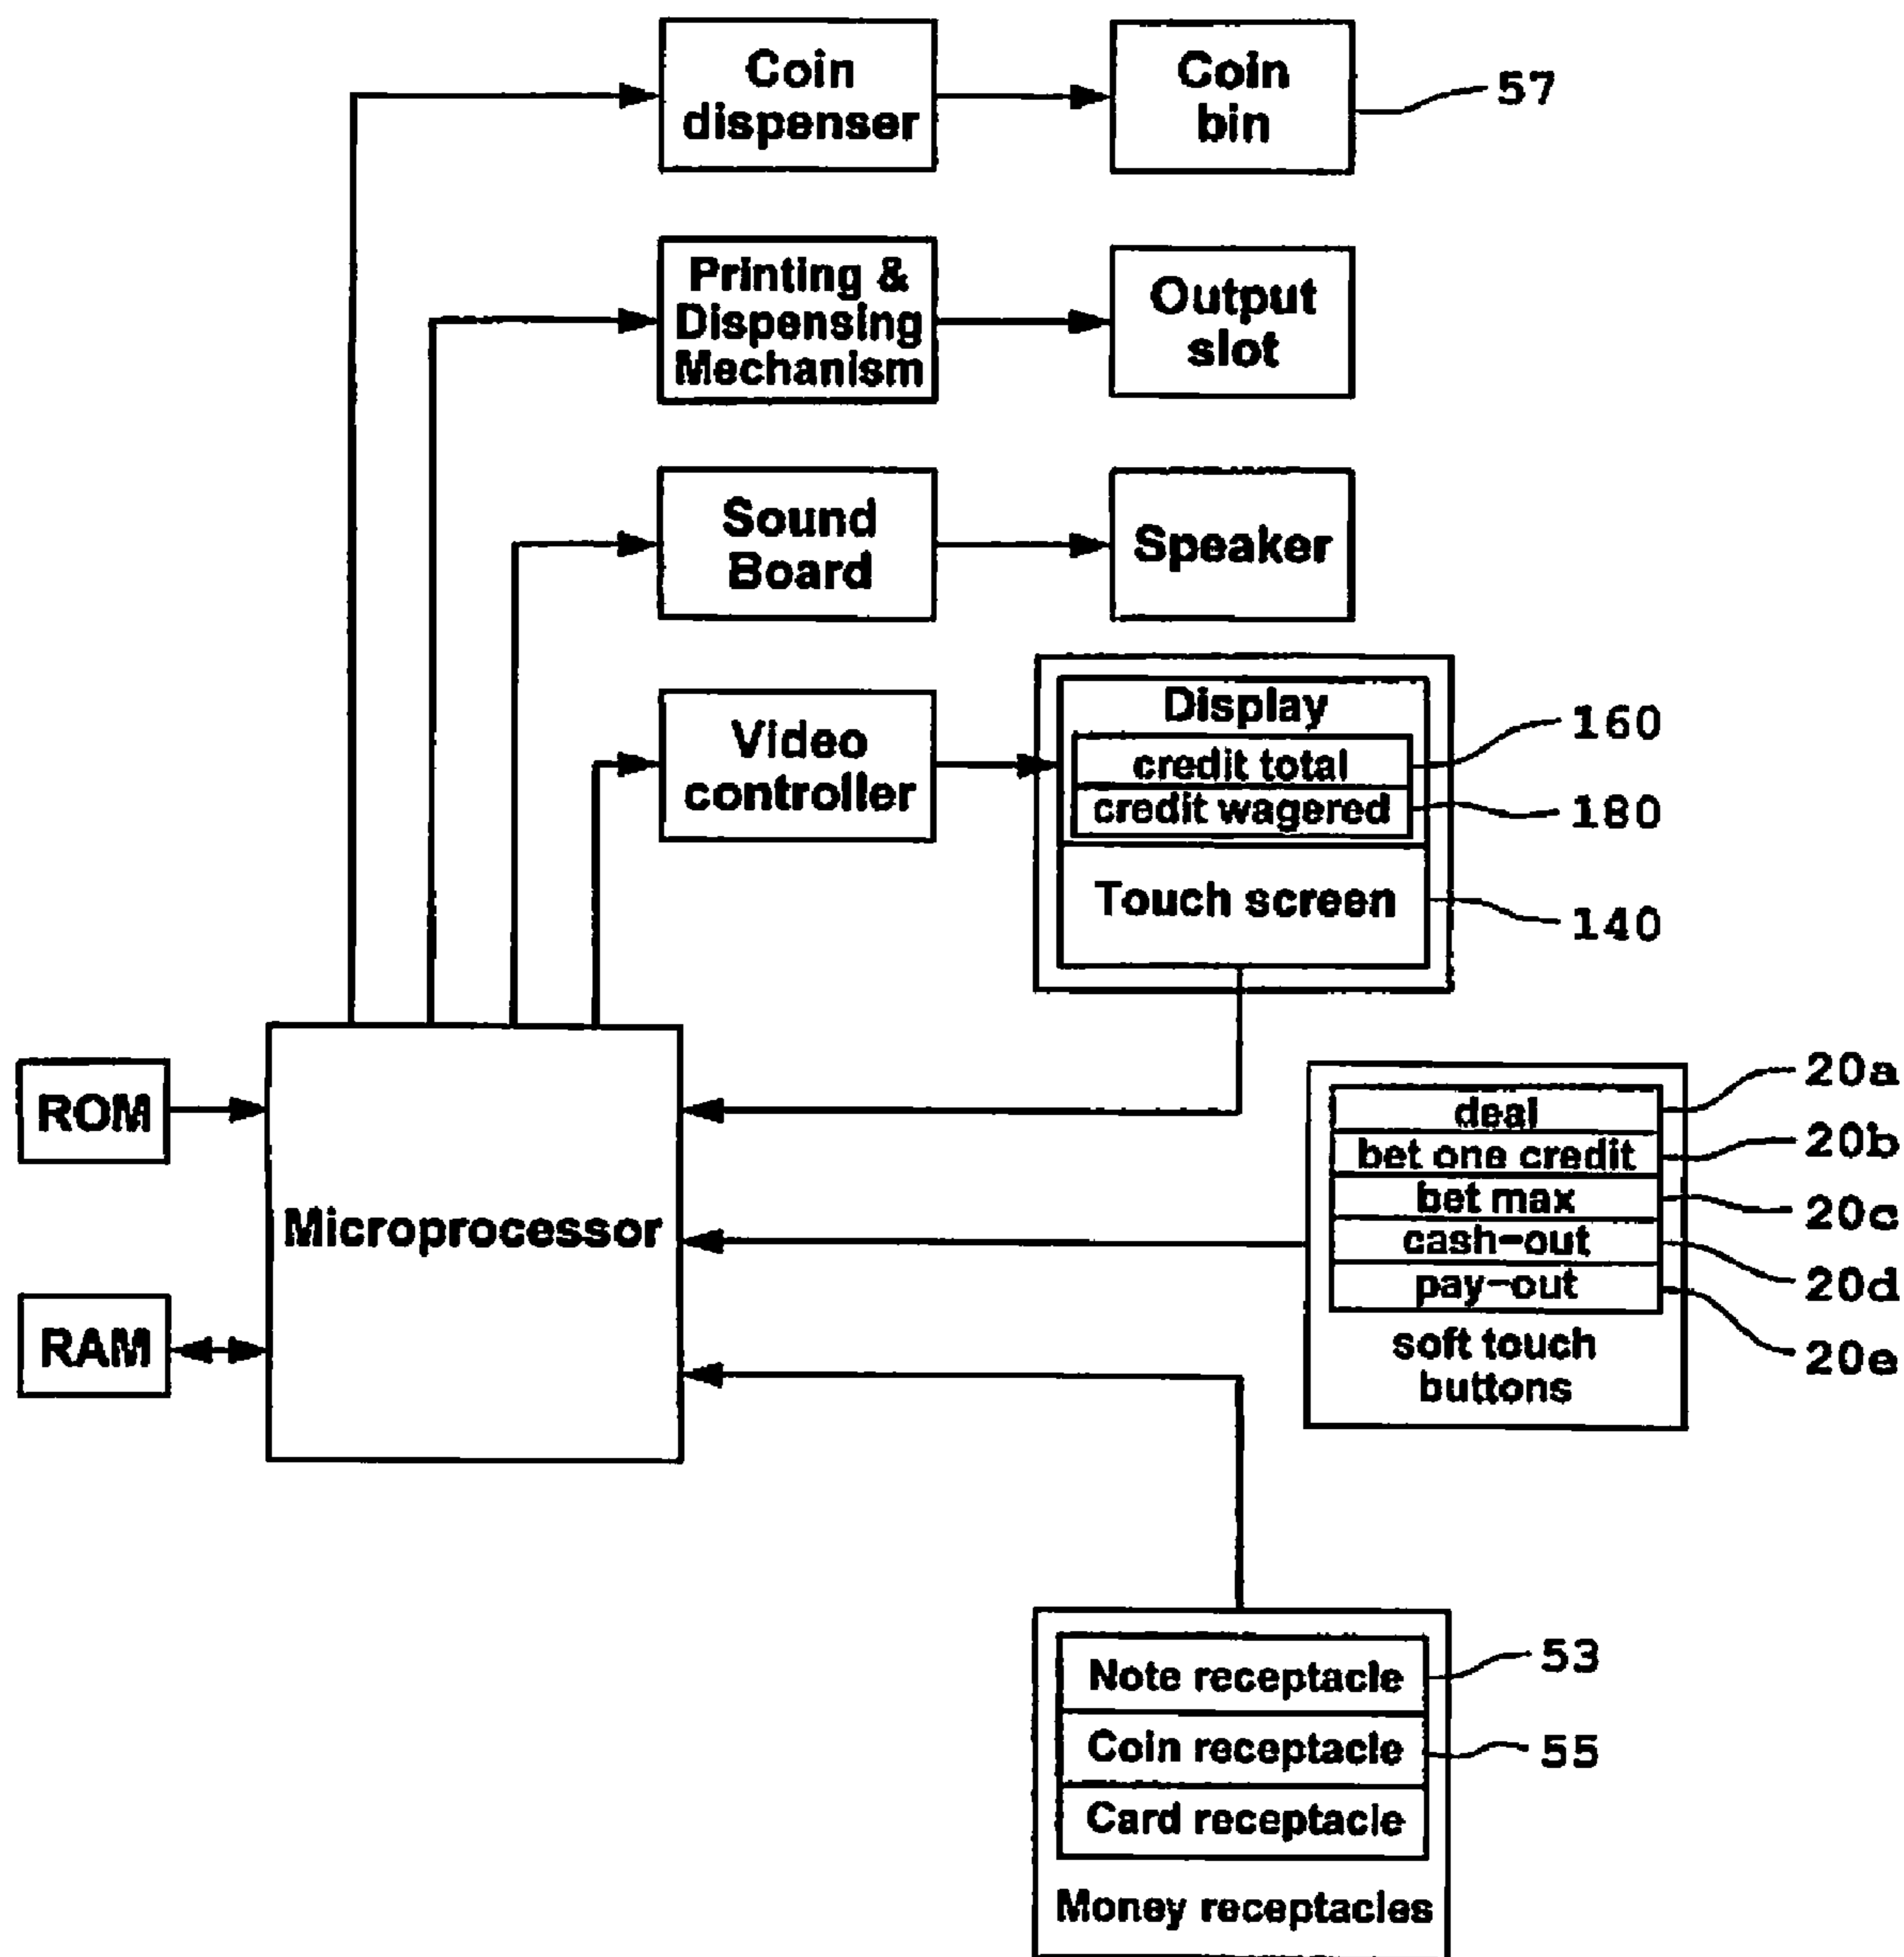 Coin
dispenser
Coin
bin
57
Printing &
Dispensing
Mechanism
Output
slot
Sound
Board
Speaker
Video
controller
Display
credit total
credit wagered
Touch screen
160
180
140
ROM
RAM
Microprocessor
deal
bet one credit
bet max
cash-out
pay-out
soft touch
buttons
20a
20b
20c
20d
20e
Note receptacle
Coin receptacle
Card receptacle
Money receptacles
53
55